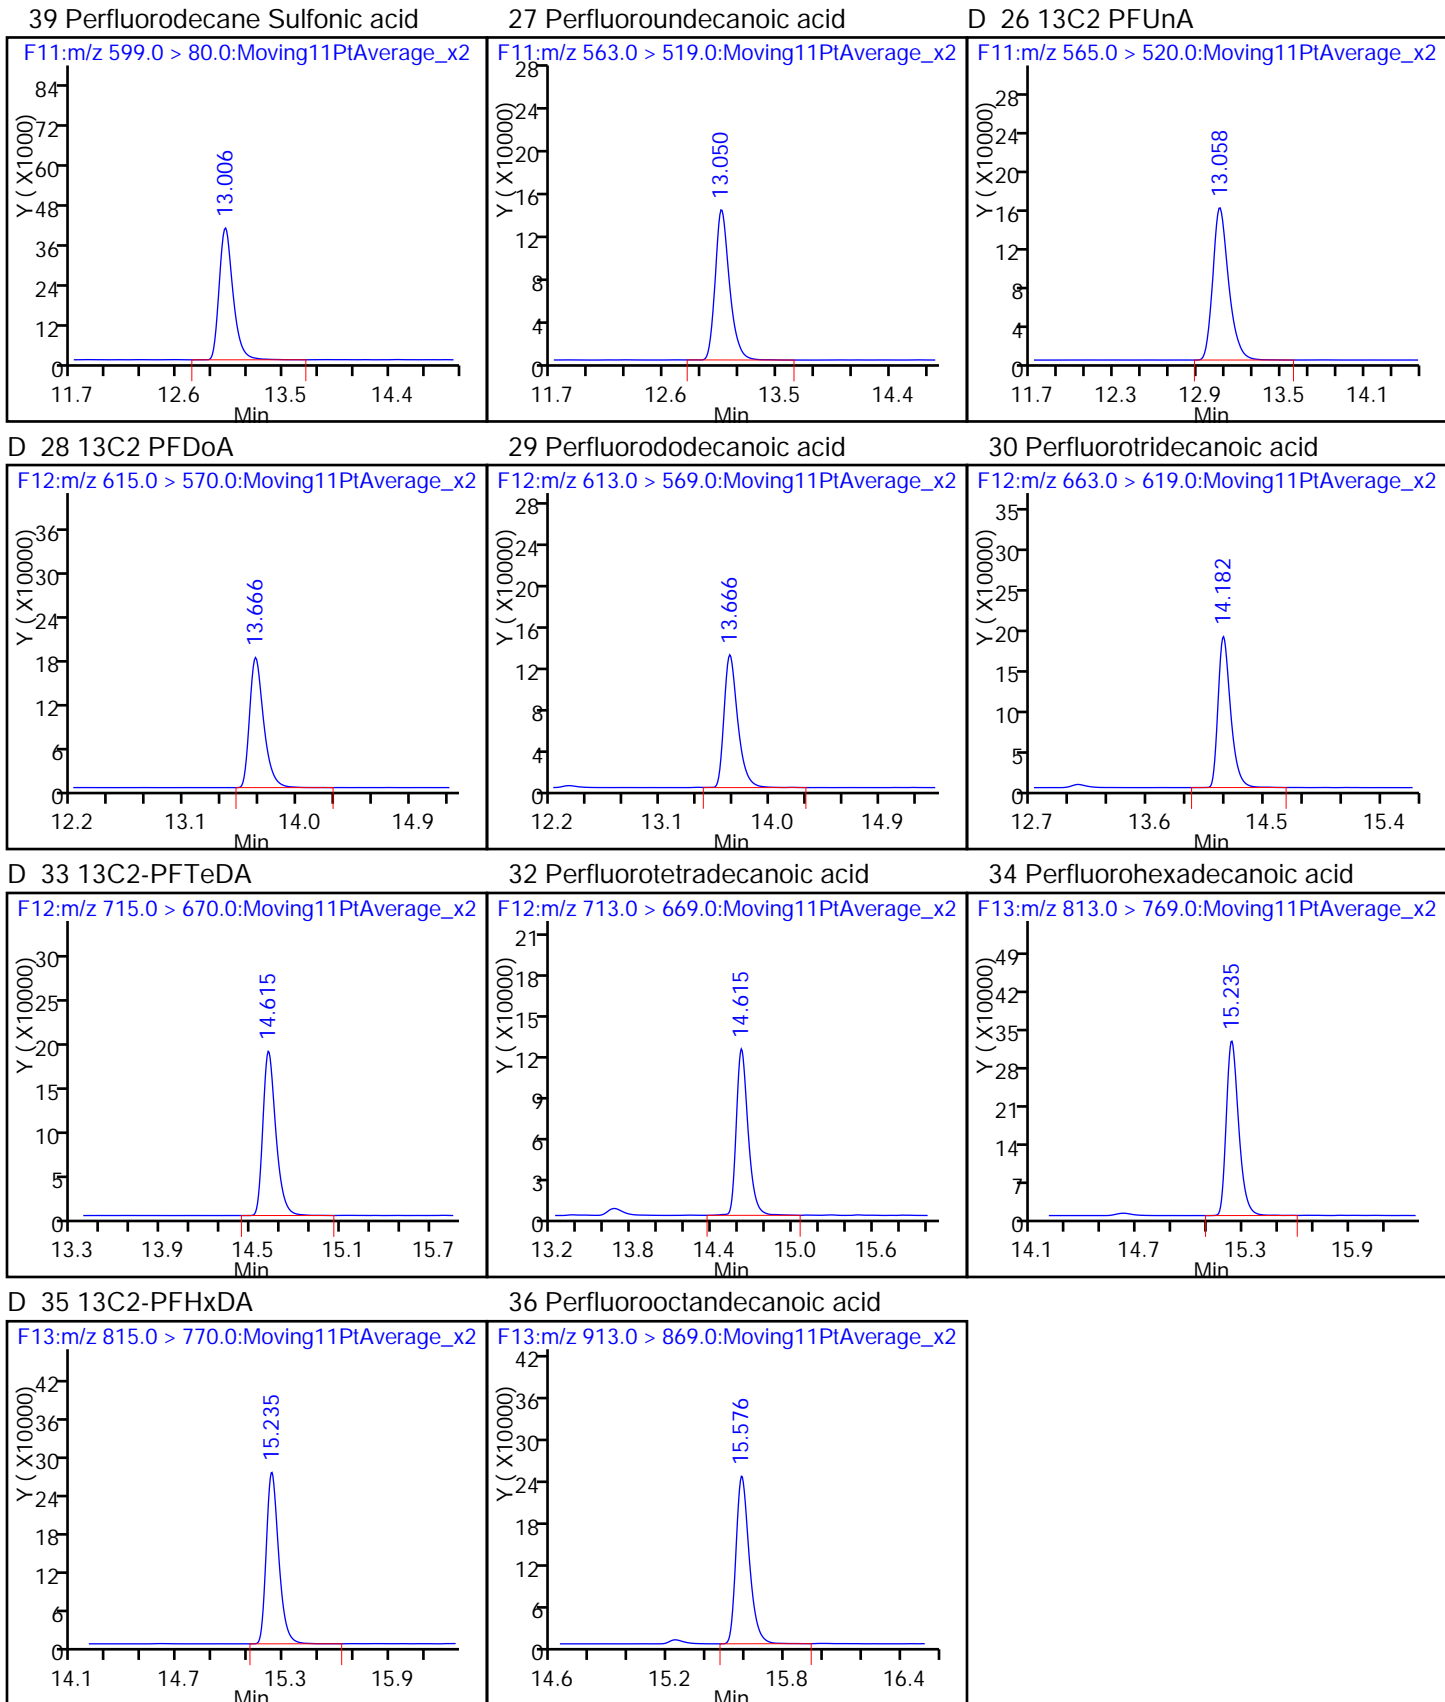 39 Perfluorodecane Sulfonic acid
F11:m/z 599.0 > 80.0:Moving11PtAverage_x2
Y ( X1000)
84
72
60
48
36
24
12
0
13.006
11.7 12.6 13.5 14.4
Min
27 Perfluoroundecanoic acid
F11:m/z 563.0 > 519.0:Moving11PtAverage_x2
Y ( X10000)
28
24
20
16
12
8
4
0
13.050
11.7 12.6 13.5 14.4
Min
D 26 13C2 PFUnA
F11:m/z 565.0 > 520.0:Moving11PtAverage_x2
Y ( X10000)
28
24
20
16
12
8
4
0
13.058
11.7 12.3 12.9 13.5 14.1
Min
D 28 13C2 PFDoA
F12:m/z 615.0 > 570.0:Moving11PtAverage_x2
Y ( X10000)
36
30
24
18
12
6
0
13.666
12.2 13.1 14.0 14.9
Min
29 Perfluorododecanoic acid
F12:m/z 613.0 > 569.0:Moving11PtAverage_x2
Y ( X10000)
28
24
20
16
12
8
4
0
13.666
12.2 13.1 14.0 14.9
Min
30 Perfluorotridecanoic acid
F12:m/z 663.0 > 619.0:Moving11PtAverage_x2
Y ( X10000)
35
30
25
20
15
10
5
0
14.182
12.7 13.6 14.5 15.4
Min
D 33 13C2-PFTeDA
F12:m/z 715.0 > 670.0:Moving11PtAverage_x2
Y ( X10000)
30
25
20
15
10
5
0
14.615
13.3 13.9 14.5 15.1 15.7
Min
32 Perfluorotetradecanoic acid
F12:m/z 713.0 > 669.0:Moving11PtAverage_x2
Y ( X10000)
21
18
15
12
9
6
3
0
14.615
13.2 13.8 14.4 15.0 15.6
Min
34 Perfluorohexadecanoic acid
F13:m/z 813.0 > 769.0:Moving11PtAverage_x2
Y ( X10000)
49
42
35
28
21
14
7
0
15.235
14.1 14.7 15.3 15.9
Min
D 35 13C2-PFHxDA
F13:m/z 815.0 > 770.0:Moving11PtAverage_x2
Y ( X10000)
42
36
30
24
18
12
6
0
15.235
14.1 14.7 15.3 15.9
Min
36 Perfluorooctandecanoic acid
F13:m/z 913.0 > 869.0:Moving11PtAverage_x2
Y ( X10000)
42
36
30
24
18
12
6
0
15.576
14.6 15.2 15.8 16.4
Min